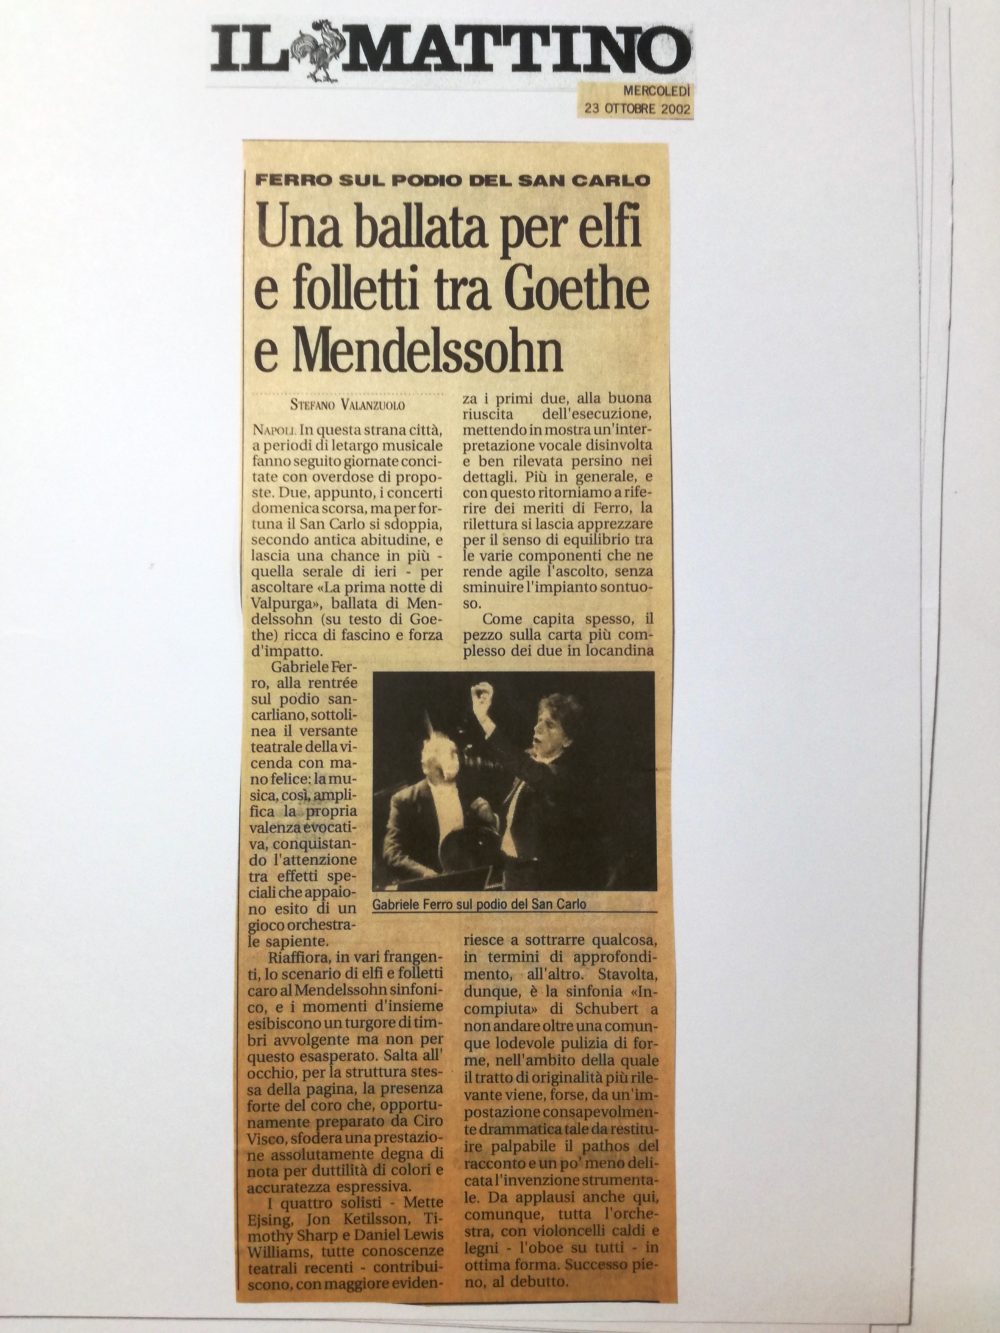 IL MATTINO
MERCOLEDÌ
23 OTTOBRE 2002
FERRO SUL PODIO DEL SAN CARLO
Una ballata per elfi
e folletti tra Goethe
e Mendelssohn
STEFANO VALANZUOLO
NAPOLI. In questa strana città,
a periodi di letargo musicale
fanno seguito giornate conci-
tate con overdose di propo-
ste. Due, appunto, i concerti
domenica scorsa, ma per for-
tuna il San Carlo si sdoppia,
secondo antica abitudine, e
lascia una chance in più -
quella serale di ieri - per
ascoltare «La prima notte di
Valpurga», ballata di Men-
delssohn (su testo di Goe-
the) ricca di fascino e forza
d'impatto.
Gabriele Fer-
ro, alla rentrée
sul podio san-
carliano, sottoli-
nea il versante
teatrale della vi-
cenda con ma-
no felice: la mu-
sica, così, ampli-
fica la propria
valenza evocati-
va, conquistan-
do l'attenzione
tra effetti spe-
ciali che appaio-
no esito di un
gioco orchestra-
le sapiente.
Riaffiora, in vari frangen-
ti, lo scenario di elfi e folletti
caro al Mendelssohn sinfoni-
co, e i momenti d'insieme
esibiscono un turgore di tim-
bri avvolgente ma non per
questo esasperato. Salta all'
occhio, per la struttura stes-
sa della pagina, la presenza
forte del coro che, opportu-
namente preparato da Ciro
Visco, sfodera una prestazio-
ne assolutamente degna di
nota per duttilità di colori e
accuratezza espressiva.
I quattro solisti - Mette
Ejsing, Jon Ketilsson, Ti-
mothy Sharp e Daniel Lewis
Williams, tutte conoscenze
teatrali recenti - contribui-
scono, con maggiore eviden-
za i primi due, alla buona
riuscita dell'esecuzione,
mettendo in mostra un'inter-
pretazione vocale disinvolta
e ben rilevata persino nei
dettagli. Più in generale, e
con questo ritorniamo a rife-
rire dei meriti di Ferro, la
rilettura si lascia apprezzare
per il senso di equilibrio tra
le varie componenti che ne
rende agile l'ascolto, senza
sminuire l'impianto sontuo-
so.
Come capita spesso, il
pezzo sulla carta più com-
plesso dei due in locandina
Gabriele Ferro sul podio del San Carlo
riesce a sottrarre qualcosa,
in termini di approfondi-
mento, all'altro. Stavolta,
dunque, è la sinfonia «In-
compiuta» di Schubert a
non andare oltre una comun-
que lodevole pulizia di for-
me, nell'ambito della quale
il tratto di originalità più rile-
vante viene, forse, da un'im-
postazione consapevolmen-
te drammatica tale da restitu-
ire palpabile il pathos del
racconto e un po' meno deli-
cata l'invenzione strumenta-
le. Da applausi anche qui,
comunque, tutta l'orche-
stra, con violoncelli caldi e
legni - l'oboe su tutti - in
ottima forma. Successo pie-
no, al debutto.